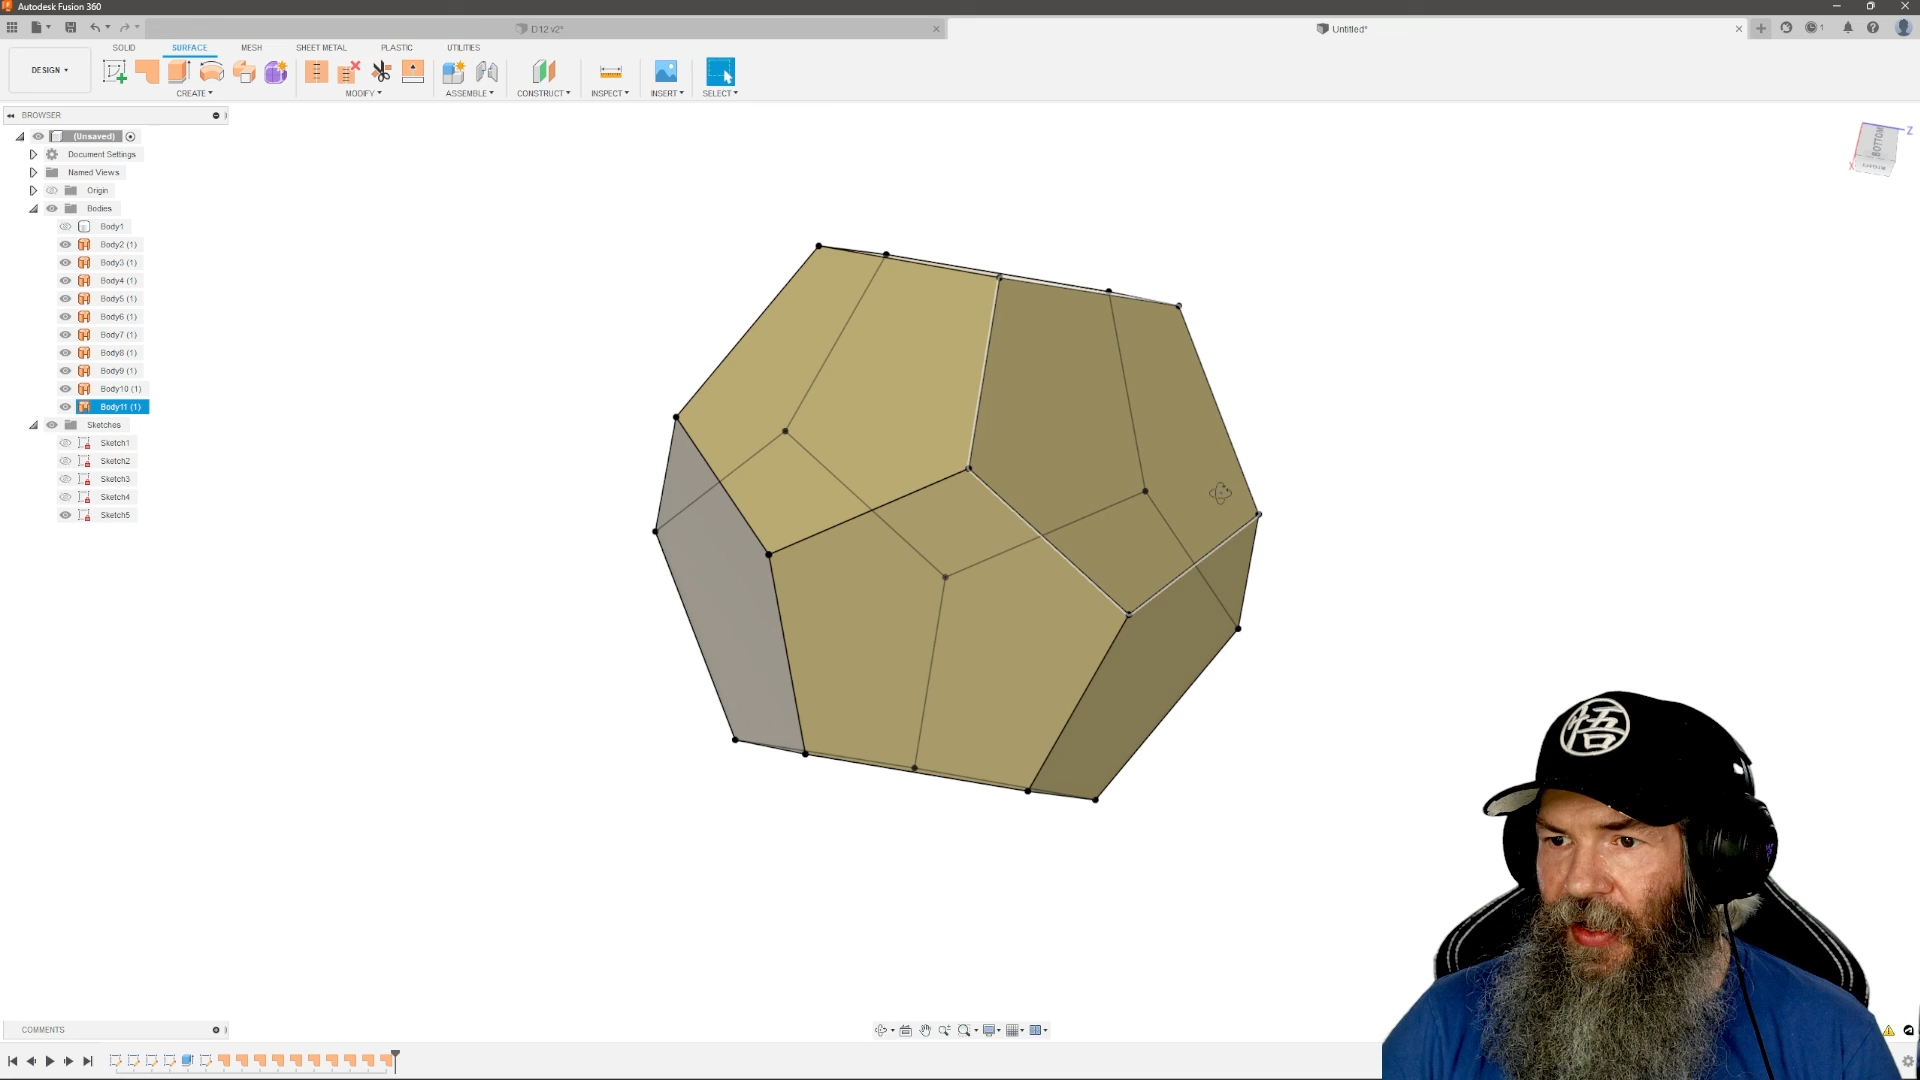 Autodesk Fusion 360
D12 v2*
Untitled*
1
DESIGN
SOLID SURFACE MESH SHEET METAL PLASTIC UTILITIES
CREATE MODIFY ASSEMBLE CONSTRUCT INSPECT INSERT SELECT
BROWSER
(Unsaved)
Document Settings
Named Views
Origin
Bodies
Body1
Body2 (1)
Body3 (1)
Body4 (1)
Body5 (1)
Body6 (1)
Body7 (1)
Body8 (1)
Body9 (1)
Body10 (1)
Body11 (1)
Sketches
Sketch1
Sketch2
Sketch3
Sketch4
Sketch5
Z
BOTTOM
X
悟
COMMENTS